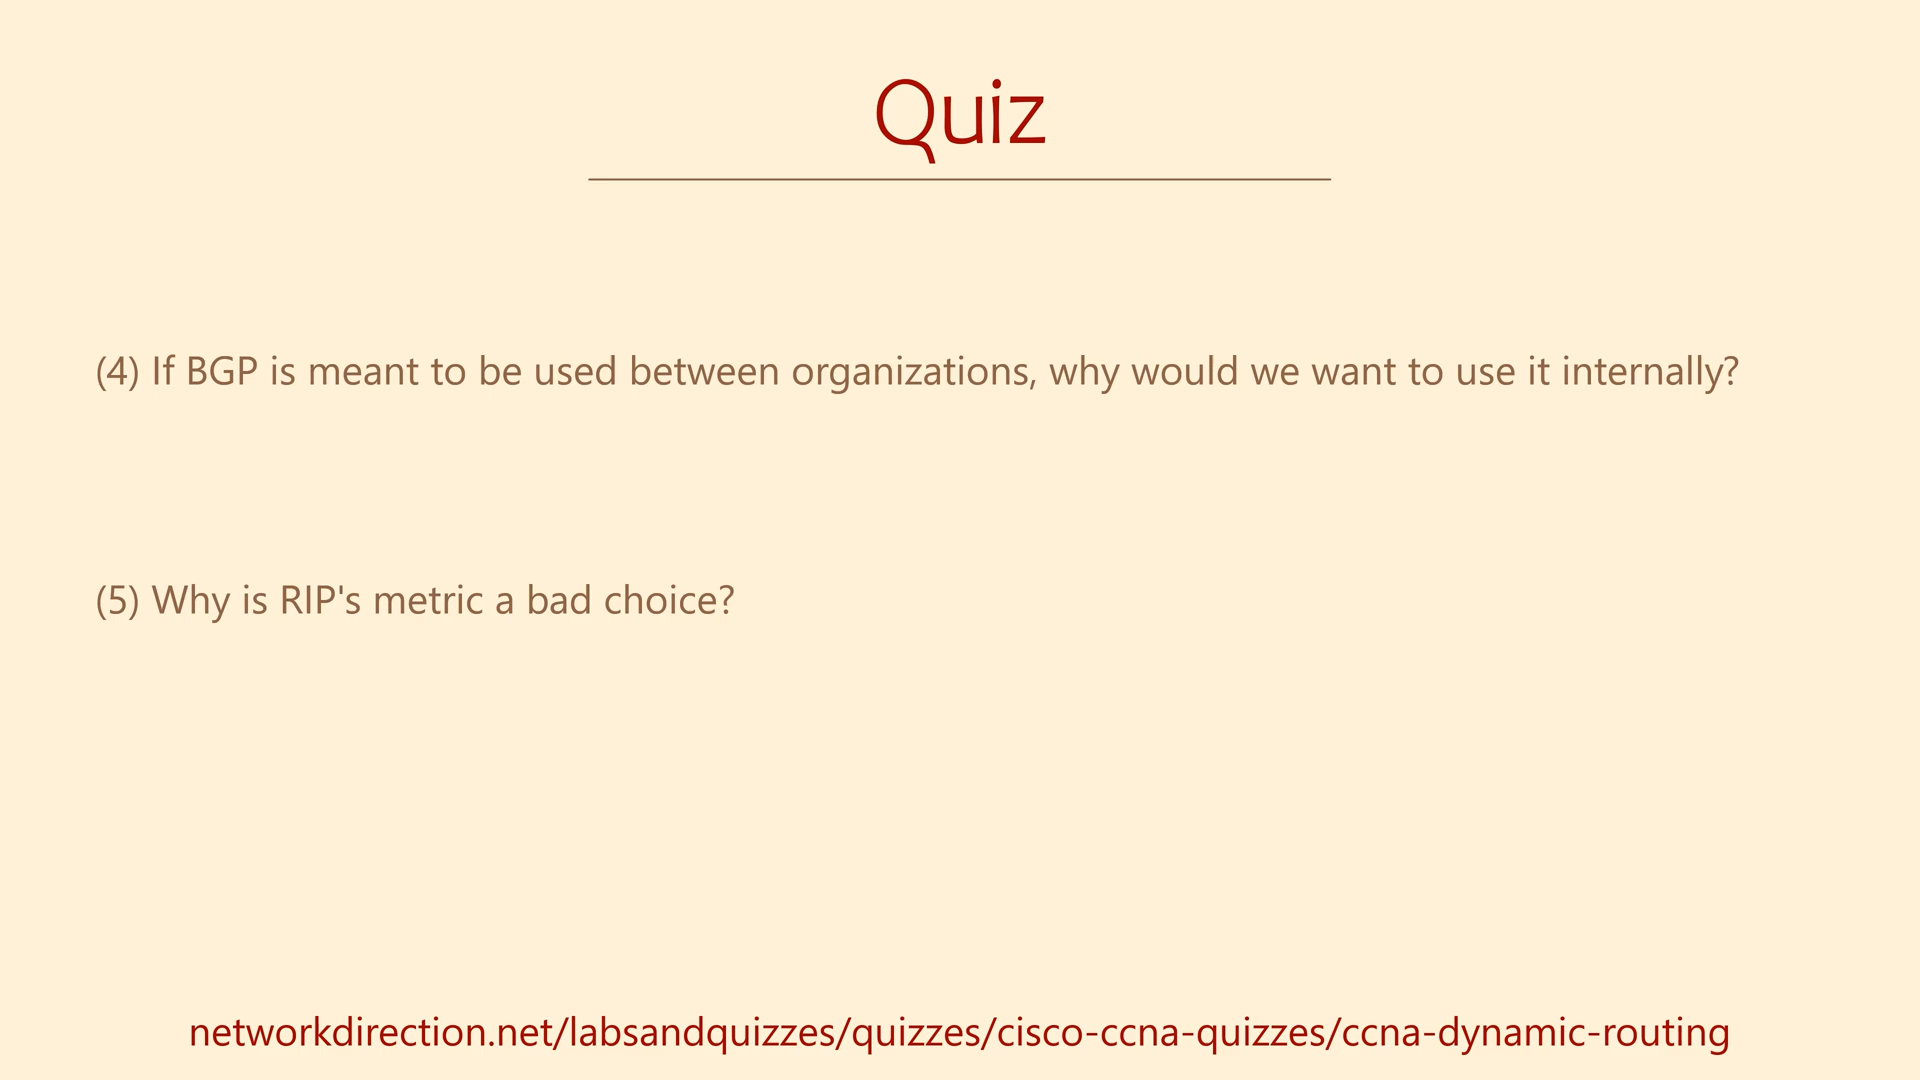 Quiz
(4) If BGP is meant to be used between organizations, why would we want to use it internally?
(5) Why is RIP's metric a bad choice?
networkdirection.net/labsandquizzes/quizzes/cisco-ccna-quizzes/ccna-dynamic-routing